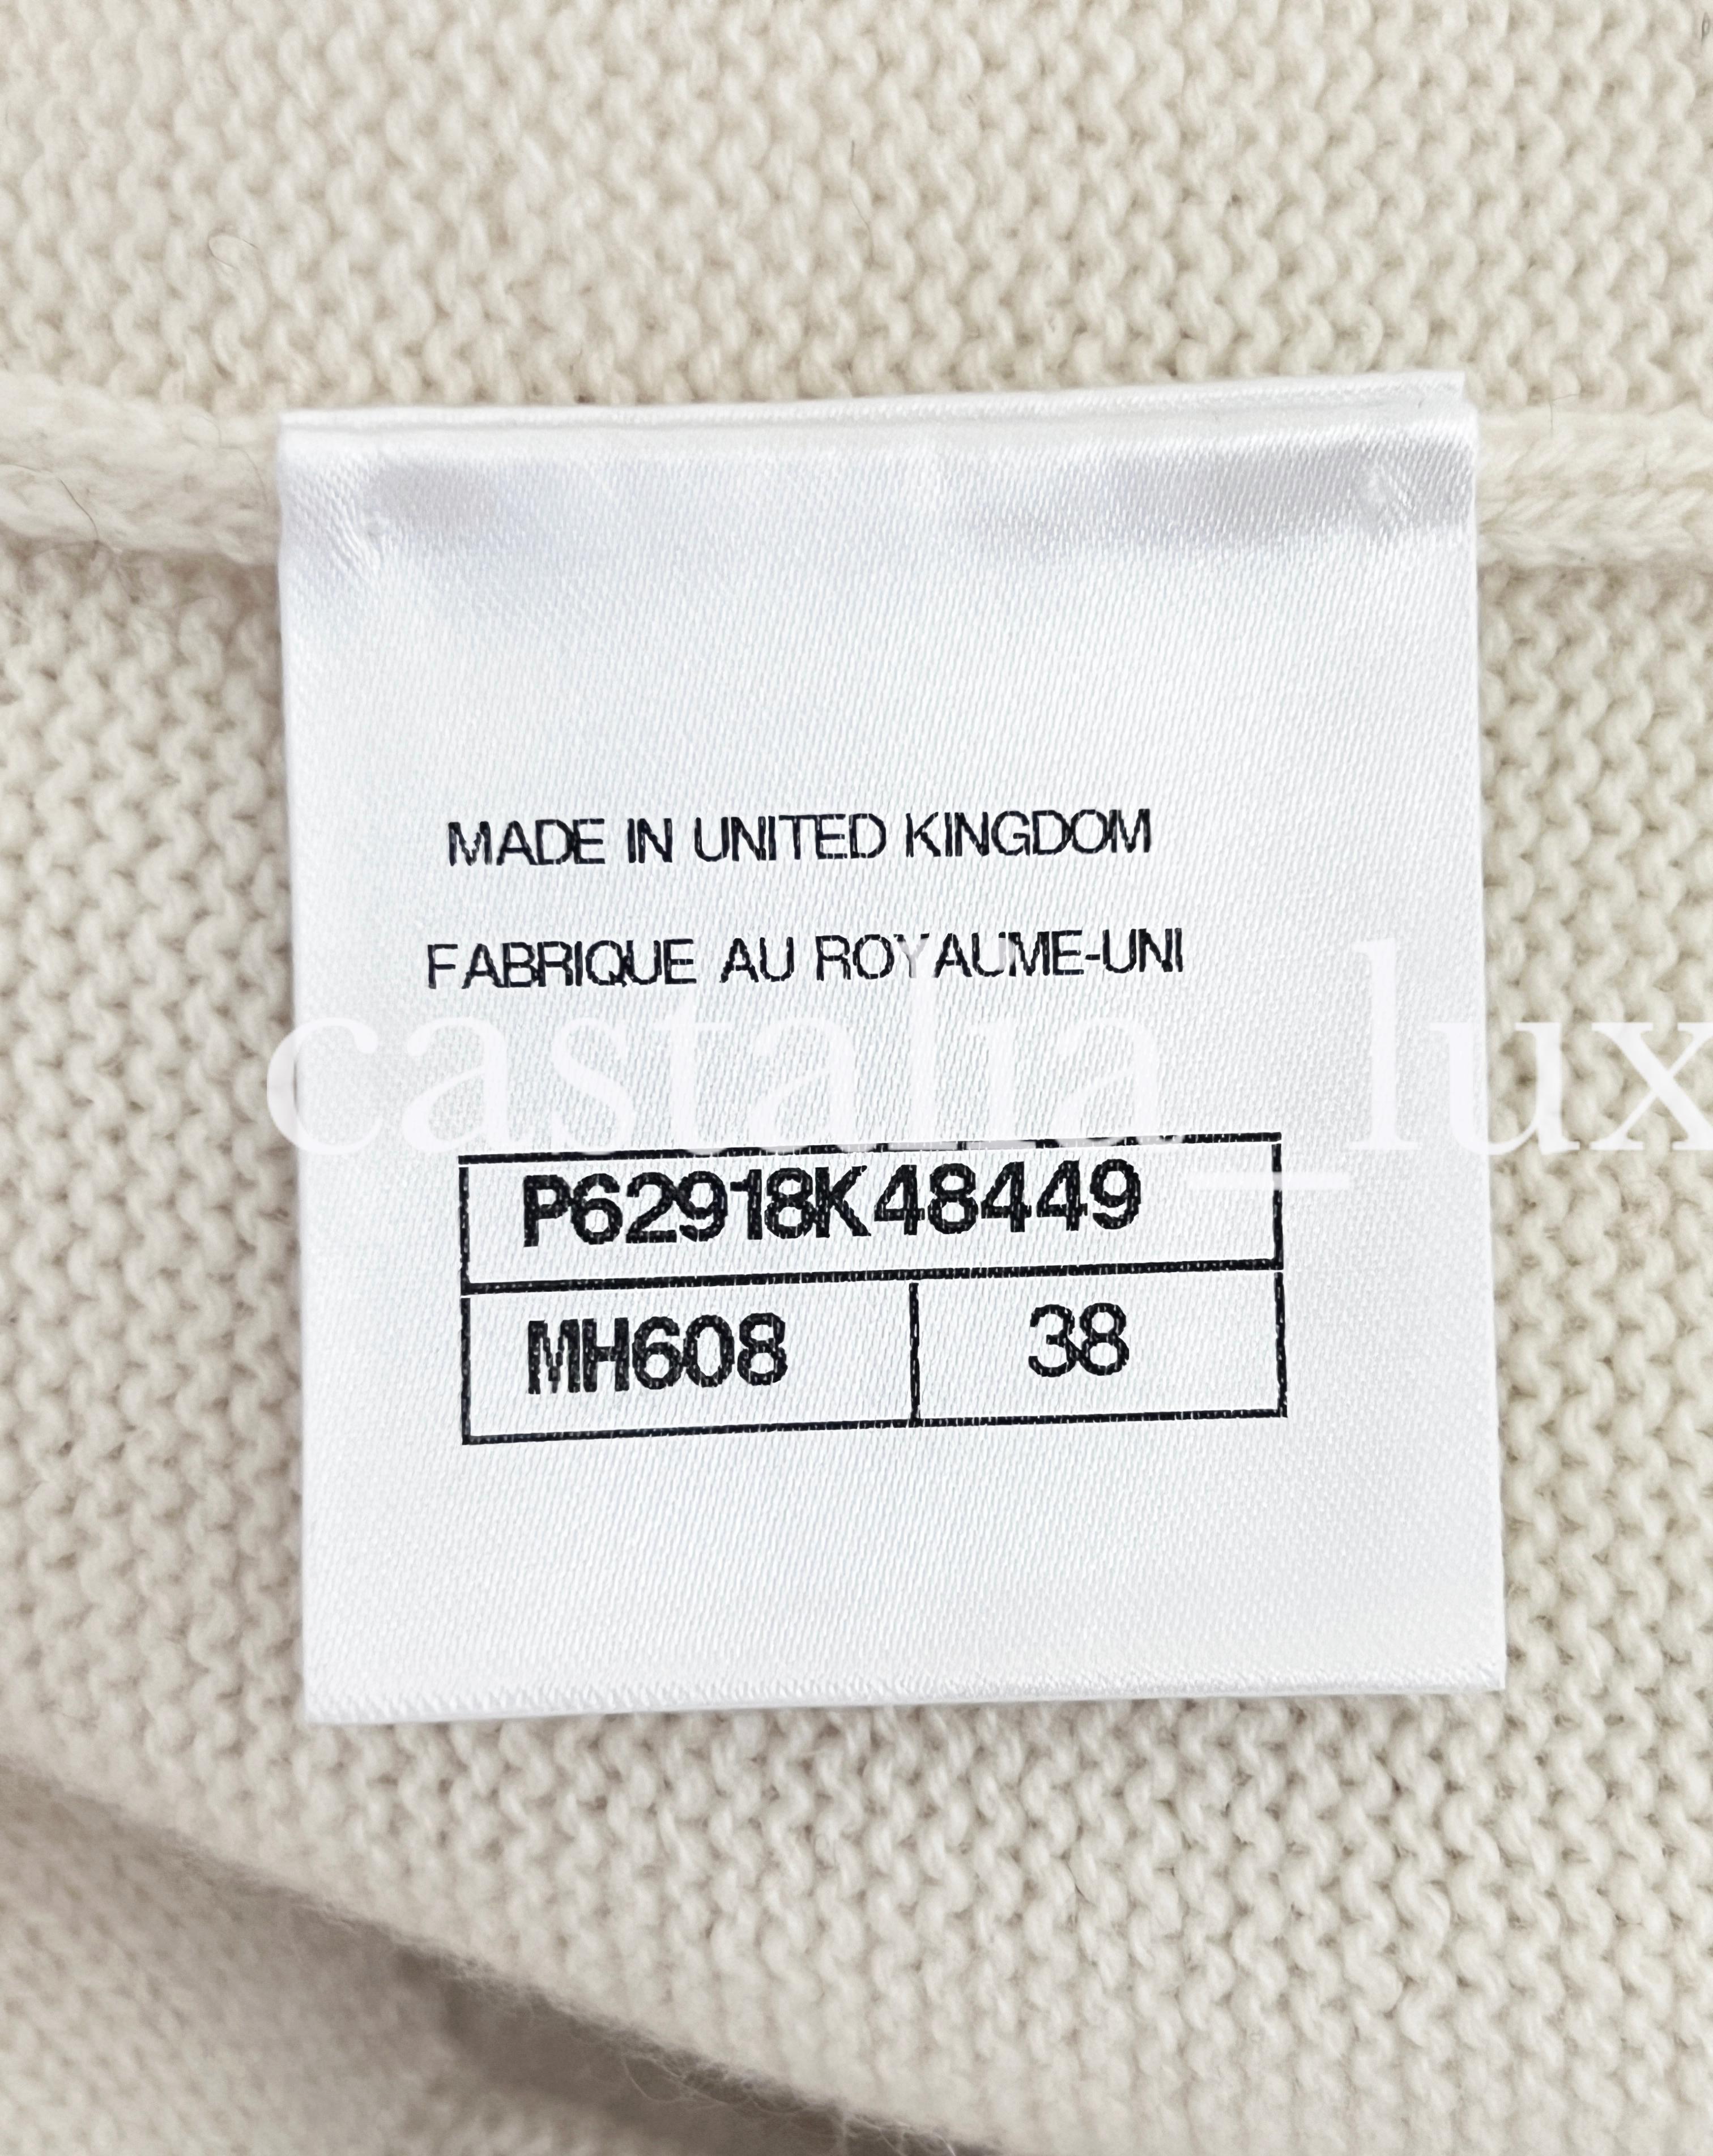 MADE IN UNITED KINGDOM
FABRIQUE AU ROYAUME-UNI
castalia_lux
P62918K48449
MH608 38